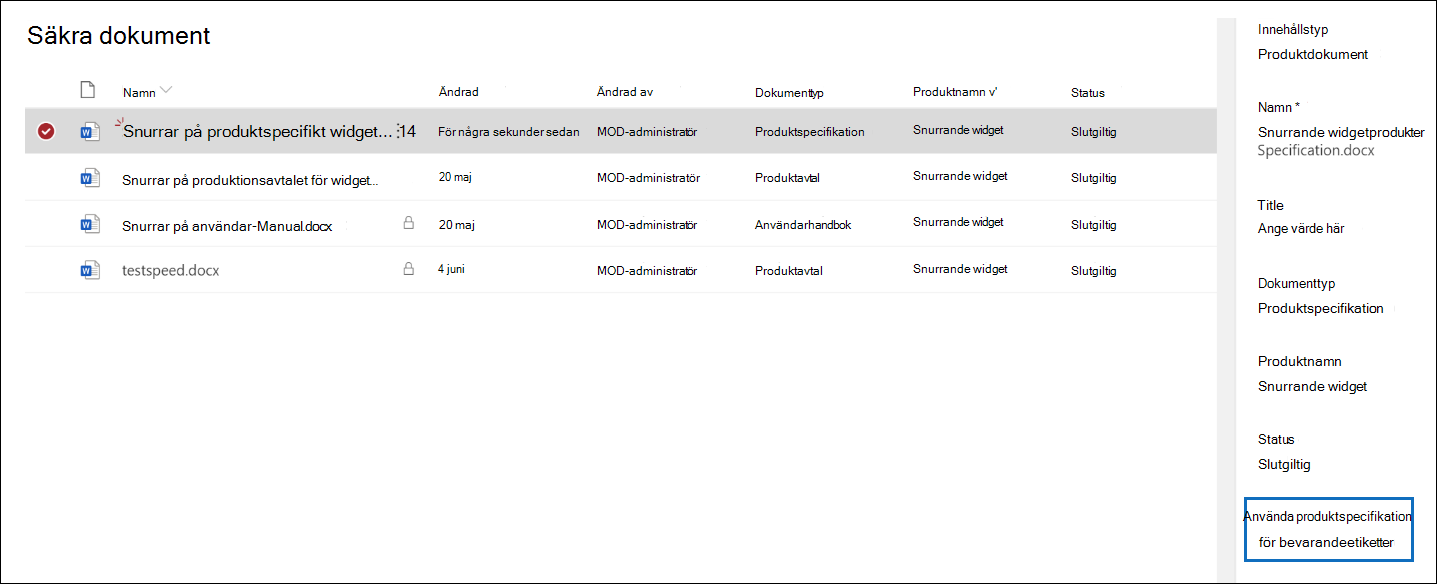 Säkra dokument
Namn Ändrad Ändrad av Dokumenttyp Produktnamn v' Status
Snurrar på produktspecifikt widget... 14 För några sekunder sedan MOD-administratör Produktspecifikation Snurrande widget Slutgiltig
Snurrar på produktionsavtalet för widget... 20 maj MOD-administratör Produktavtal Snurrande widget Slutgiltig
Snurrar på användar-Manual.docx 20 maj MOD-administratör Användarhandbok Snurrande widget Slutgiltig
testspeed.docx 4 juni MOD-administratör Produktavtal Snurrande widget Slutgiltig
Innehållstyp
Produktdokument
Namn *
Snurrande widgetprodukter
Specification.docx
Title
Ange värde här
Dokumenttyp
Produktspecifikation
Produktnamn
Snurrande widget
Status
Slutgiltig
Använda produktspecifikation
för bevarandeetiketter